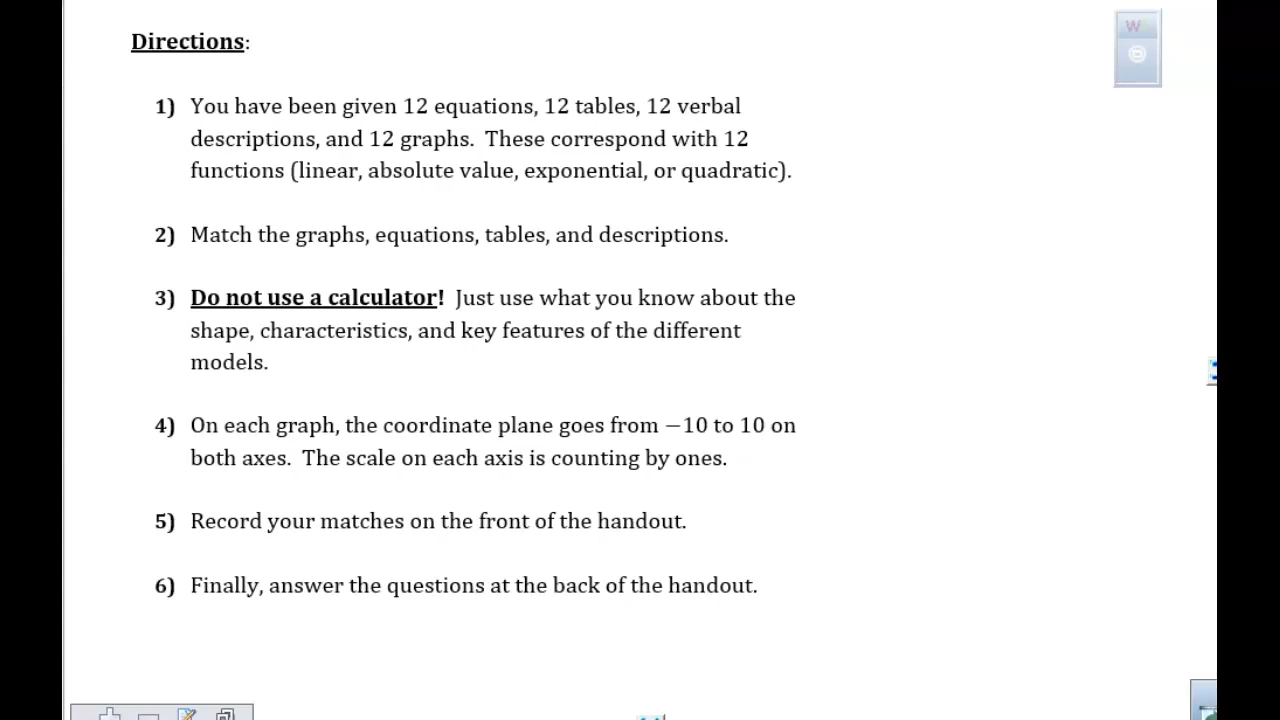 Directions:
1) You have been given 12 equations, 12 tables, 12 verbal
descriptions, and 12 graphs. These correspond with 12
functions (linear, absolute value, exponential, or quadratic).
2) Match the graphs, equations, tables, and descriptions.
3) Do not use a calculator! Just use what you know about the
shape, characteristics, and key features of the different
models.
4) On each graph, the coordinate plane goes from −10 to 10 on
both axes. The scale on each axis is counting by ones.
5) Record your matches on the front of the handout.
6) Finally, answer the questions at the back of the handout.